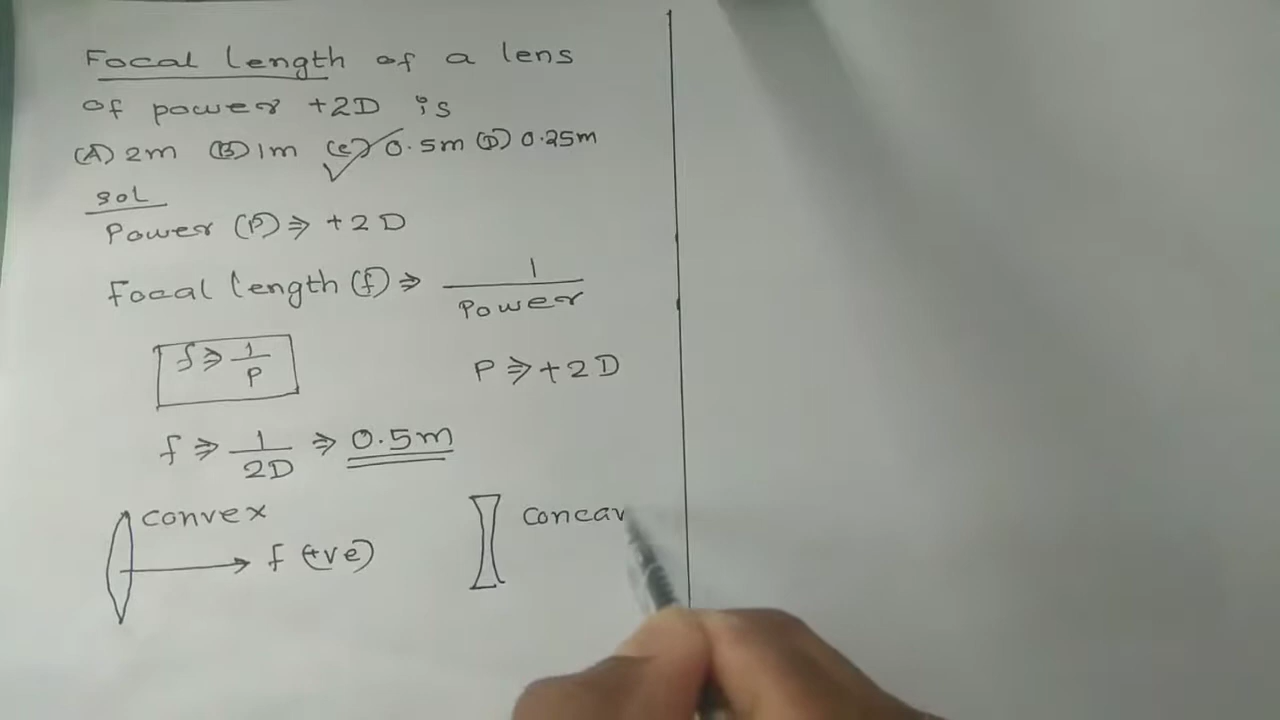 Focal length of a lens
of power +2D is
(A) 2m (B) 1m (c) 0.5m (D) 0.25m
sol
Power (P) ⇒ +2D
Focal length (f) ⇒ 1/Power
f ⇒ 1/P
P ⇒ +2D
f ⇒ 1/2D ⇒ 0.5m
convex
concav
f (+ve)